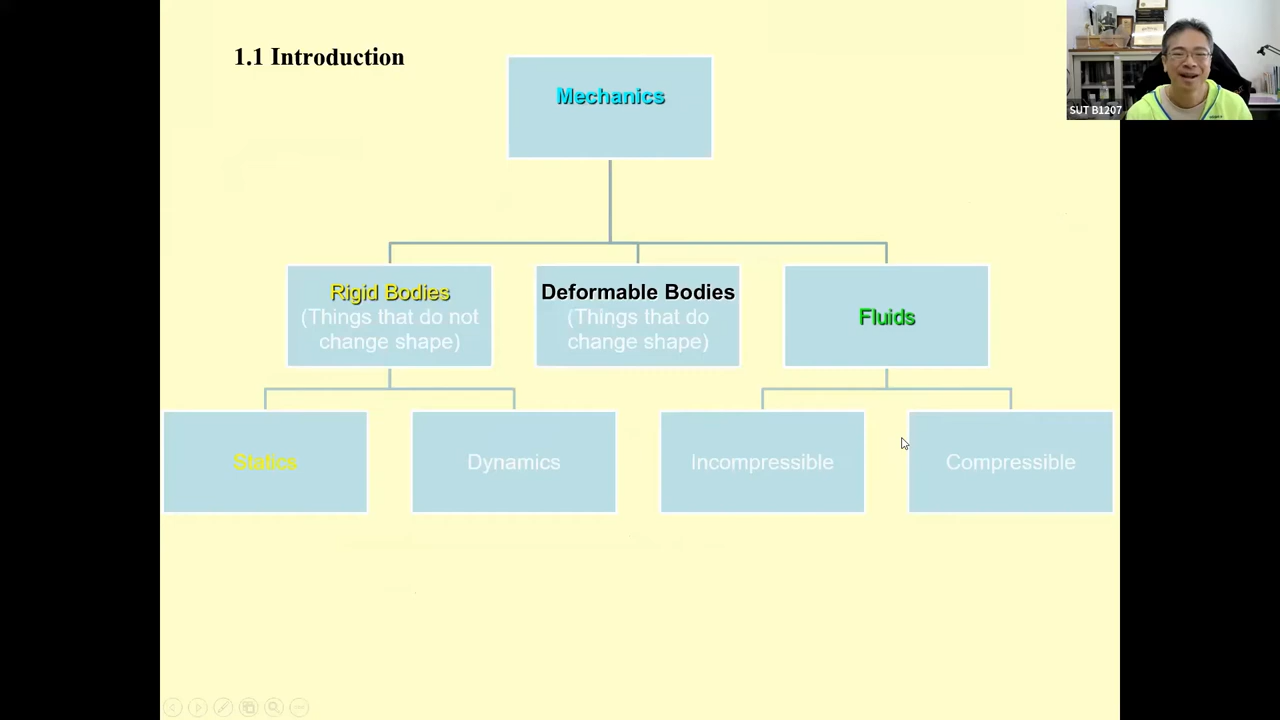 1.1 Introduction
Mechanics
SUT B1207
Rigid Bodies
(Things that do not
change shape)
Deformable Bodies
(Things that do
change shape)
Fluids
Statics
Dynamics
Incompressible
Compressible